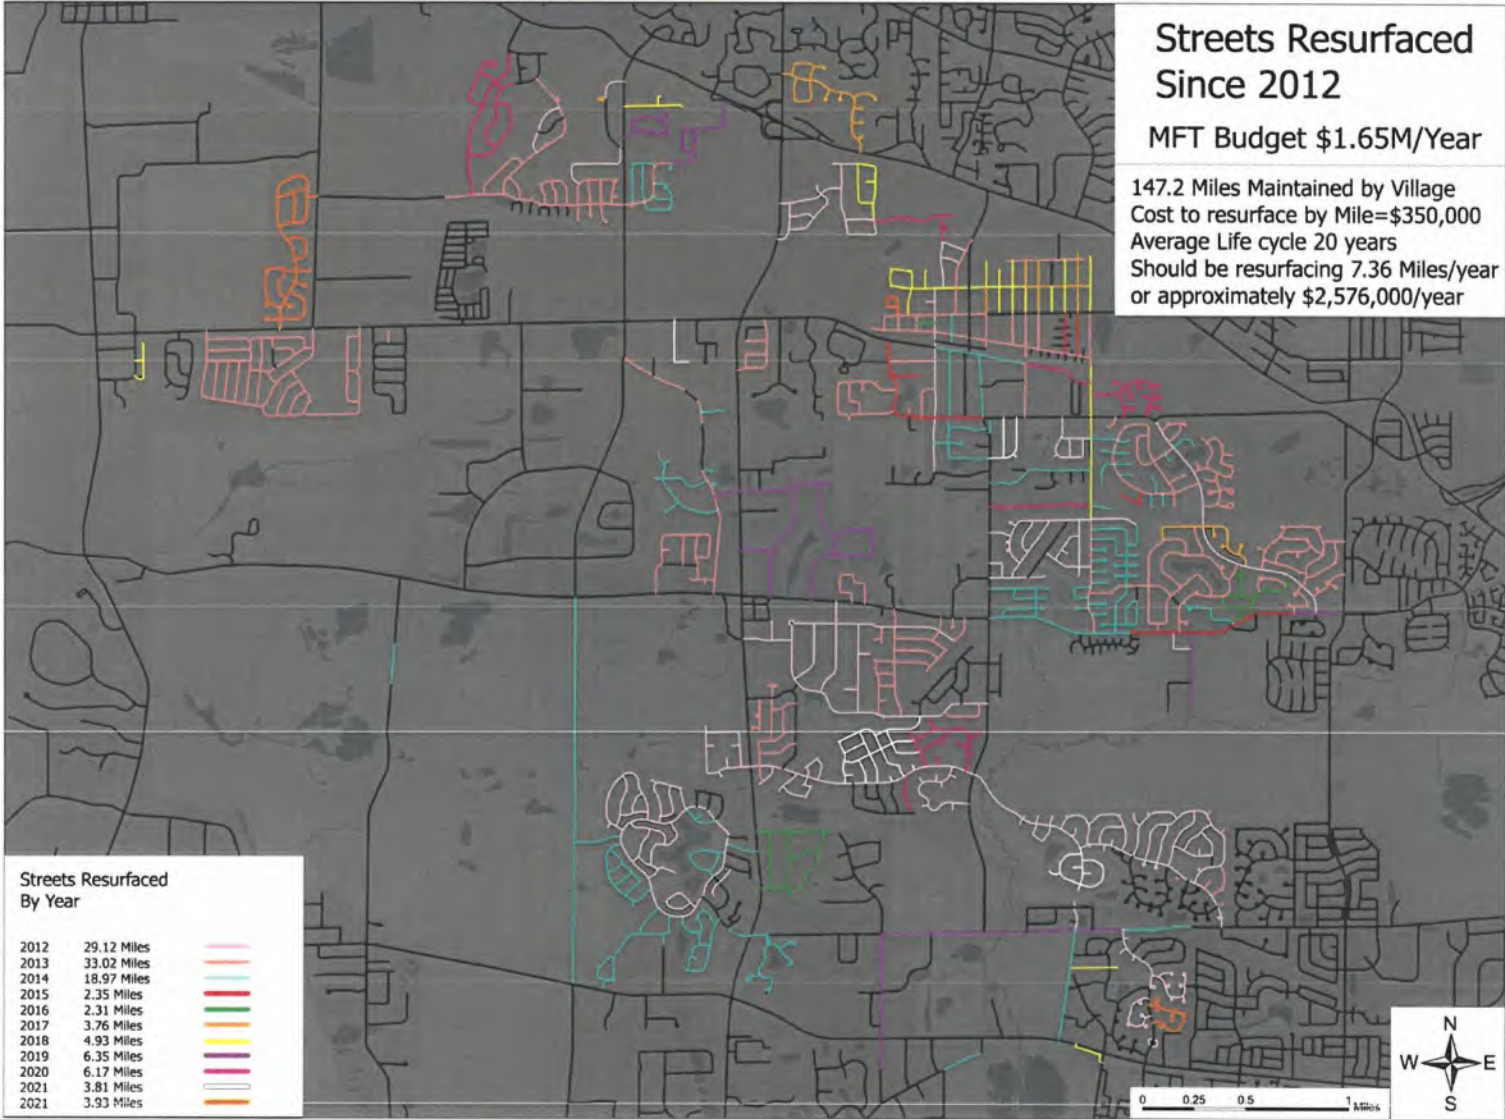 Streets Resurfaced
Since 2012
MFT Budget $1.65M/Year
147.2 Miles Maintained by Village
Cost to resurface by Mile=$350,000
Average Life cycle 20 years
Should be resurfacing 7.36 Miles/year
or approximately $2,576,000/year
Streets Resurfaced
By Year
2012 29.12 Miles
2013 33.02 Miles
2014 18.97 Miles
2015 2.35 Miles
2016 2.31 Miles
2017 3.76 Miles
2018 4.93 Miles
2019 6.35 Miles
2020 6.17 Miles
2021 3.81 Miles
2021 3.93 Miles
N
W E
S
0 0.25 0.5 1 Miles